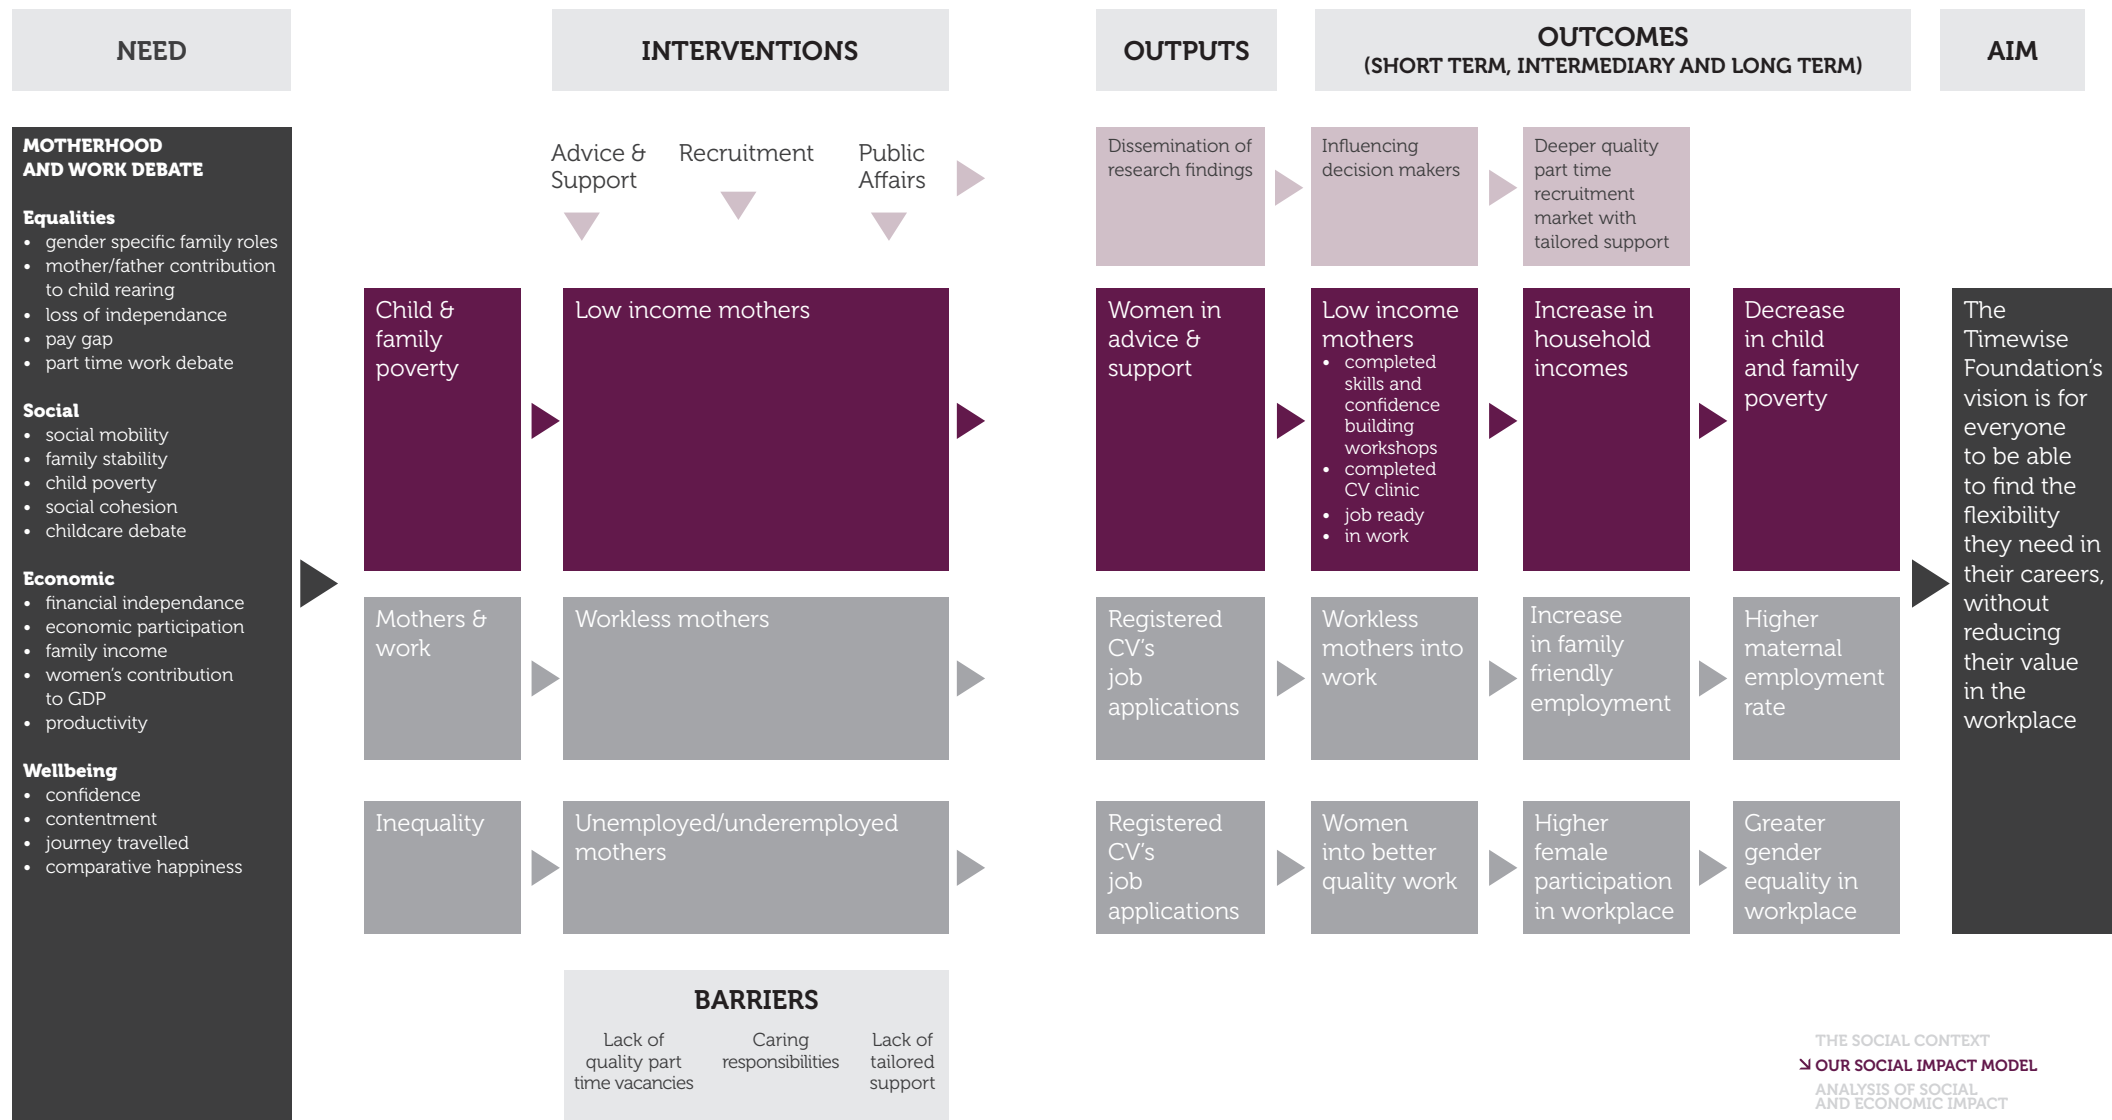 NEED
INTERVENTIONS
OUTPUTS
OUTCOMES
(SHORT TERM, INTERMEDIARY AND LONG TERM)
AIM
MOTHERHOOD
AND WORK DEBATE
Equalities
• gender specific family roles
• mother/father contribution
to child rearing
• loss of independance
• pay gap
• part time work debate
Social
• social mobility
• family stability
• child poverty
• social cohesion
• childcare debate
Economic
• financial independance
• economic participation
• family income
• women's contribution
to GDP
• productivity
Wellbeing
• confidence
• contentment
• journey travelled
• comparative happiness
Advice &
Support
Recruitment
Public
Affairs
Dissemination of
research findings
Influencing
decision makers
Deeper quality
part time
recruitment
market with
tailored support
Child &
family
poverty
Low income mothers
Women in
advice &
support
Low income
mothers
• completed
skills and
confidence
building
workshops
• completed
CV clinic
• job ready
• in work
Increase in
household
incomes
Decrease
in child
and family
poverty
Mothers &
work
Workless mothers
Registered
CV's
job
applications
Workless
mothers into
work
Increase
in family
friendly
employment
Higher
maternal
employment
rate
Inequality
Unemployed/underemployed
mothers
Registered
CV's
job
applications
Women
into better
quality work
Higher
female
participation
in workplace
Greater
gender
equality in
workplace
The
Timewise
Foundation's
vision is for
everyone
to be able
to find the
flexibility
they need in
their careers,
without
reducing
their value
in the
workplace
BARRIERS
Lack of
quality part
time vacancies
Caring
responsibilities
Lack of
tailored
support
THE SOCIAL CONTEXT
OUR SOCIAL IMPACT MODEL
ANALYSIS OF SOCIAL
AND ECONOMIC IMPACT